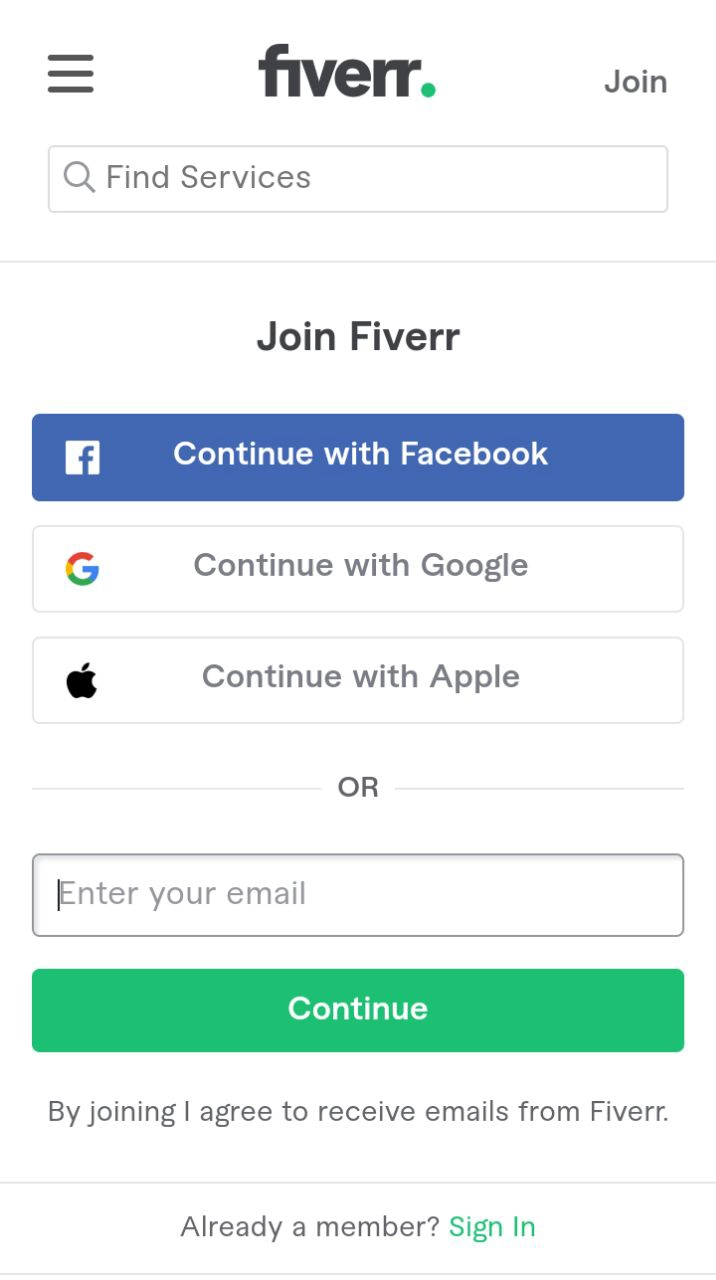 fiverr.
Join
Find Services
Join Fiverr
Continue with Facebook
Continue with Google
Continue with Apple
OR
Enter your email
Continue
By joining I agree to receive emails from Fiverr.
Already a member? Sign In